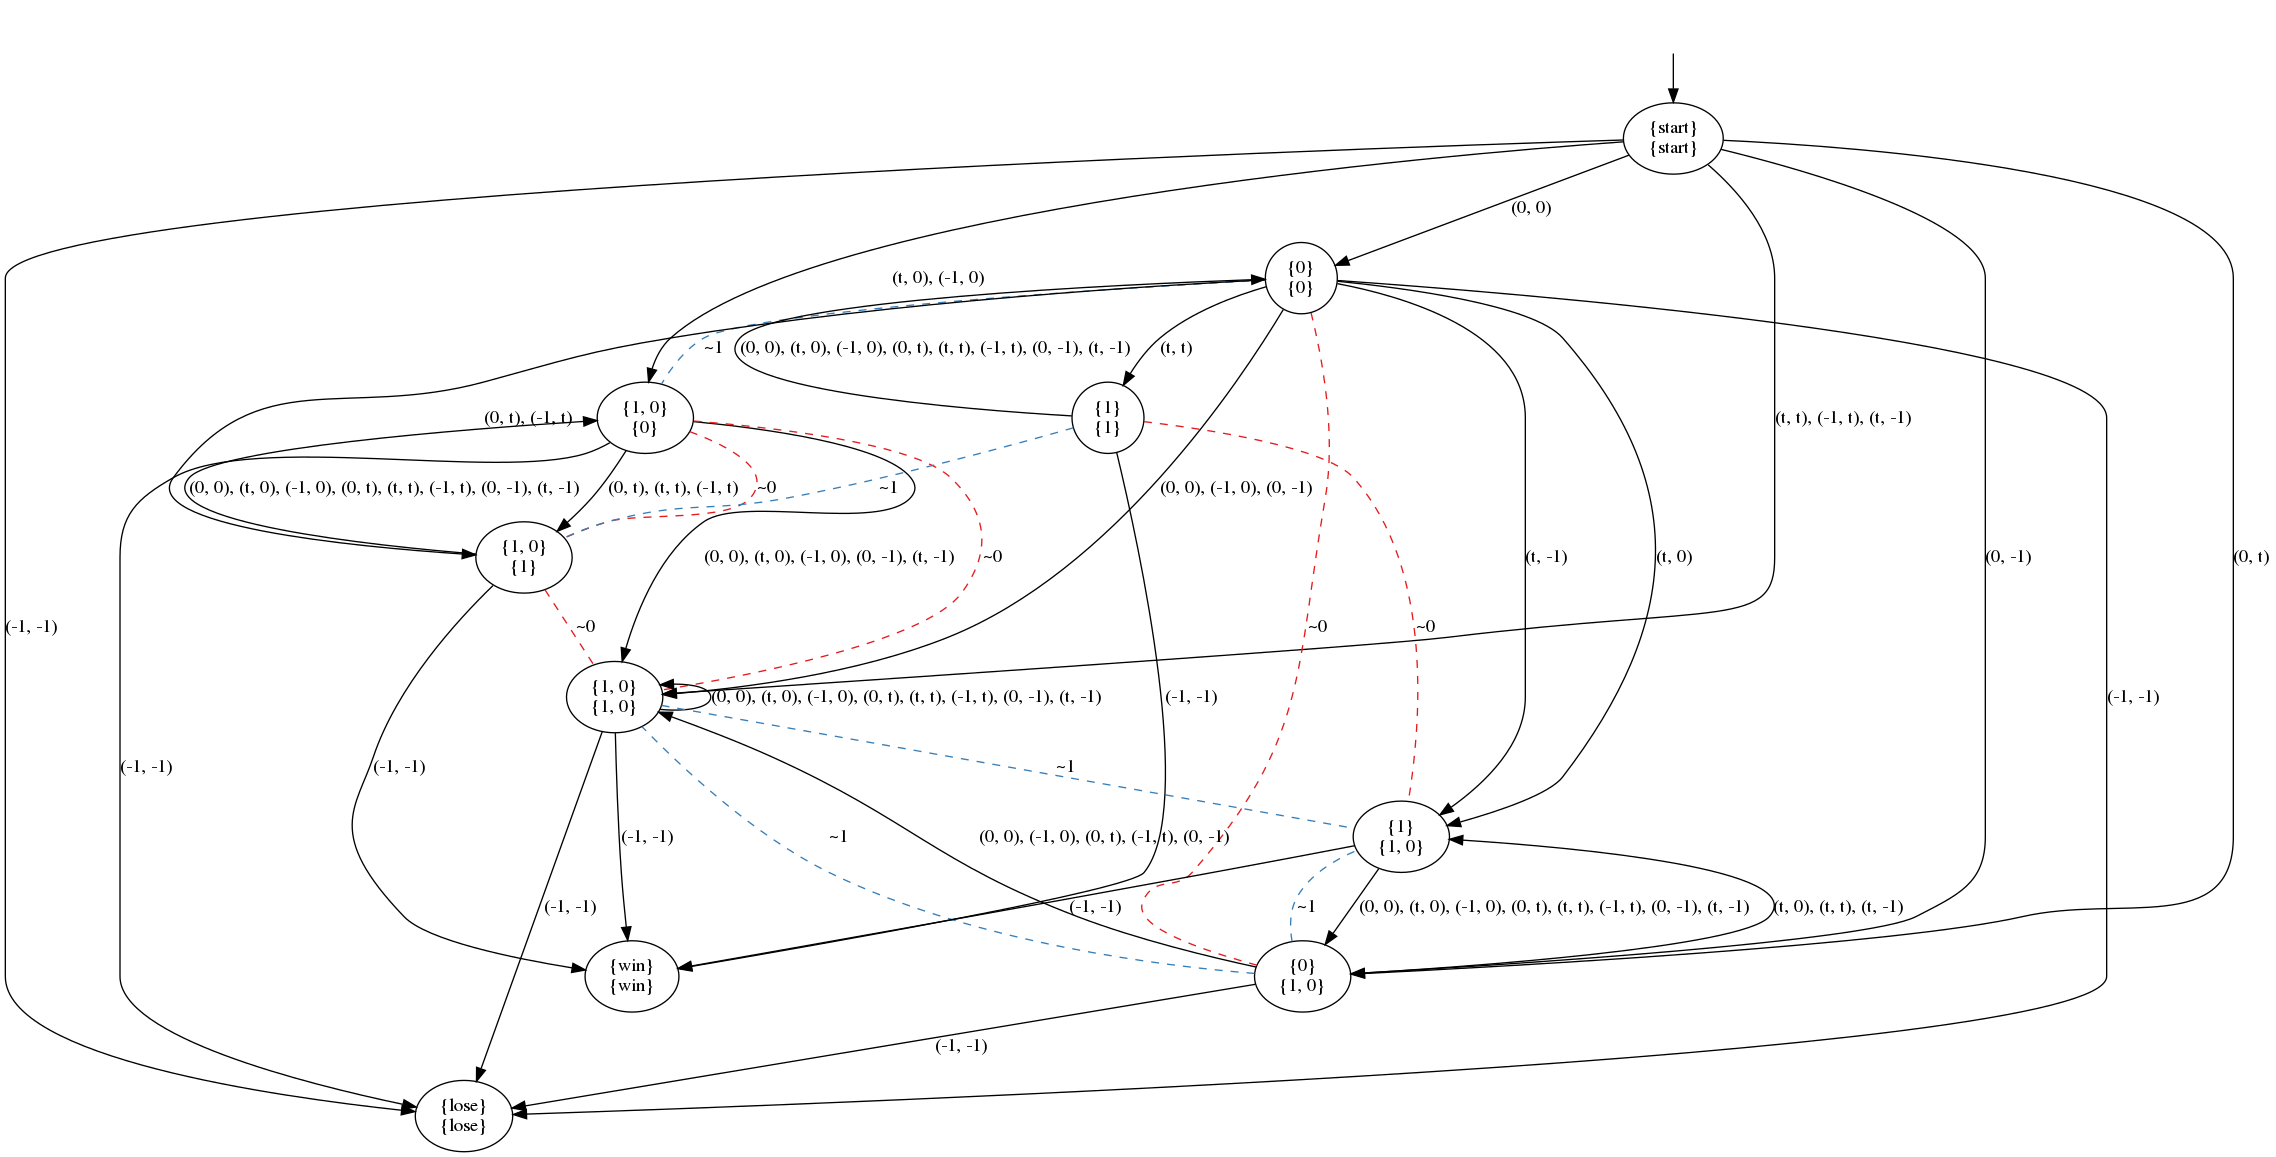 {start}
{start}
(0, 0)
{0}
{0}
(t, 0), (-1, 0)
~1
(0, 0), (t, 0), (-1, 0), (0, t), (t, t), (-1, t), (0, -1), (t, -1)
(t, t)
{1, 0}
{0}
{1}
{1}
(0, t), (-1, t)
(t, t), (-1, t), (t, -1)
(0, 0), (t, 0), (-1, 0), (0, t), (t, t), (-1, t), (0, -1), (t, -1)
(0, t), (t, t), (-1, t)
~0
~1
(0, 0), (-1, 0), (0, -1)
{1, 0}
{1}
(0, 0), (t, 0), (-1, 0), (0, -1), (t, -1)
~0
(t, -1)
(t, 0)
(0, -1)
(0, t)
(-1, -1)
~0
~0
~0
{1, 0}
{1, 0}
(0, 0), (t, 0), (-1, 0), (0, t), (t, t), (-1, t), (0, -1), (t, -1)
(-1, -1)
(-1, -1)
(-1, -1)
(-1, -1)
~1
(-1, -1)
~1
(0, 0), (-1, 0), (0, t), (-1, t), (0, -1)
{1}
{1, 0}
(-1, -1)
(-1, -1)
~1
(0, 0), (t, 0), (-1, 0), (0, t), (t, t), (-1, t), (0, -1), (t, -1)
(t, 0), (t, t), (t, -1)
{win}
{win}
{0}
{1, 0}
(-1, -1)
{lose}
{lose}